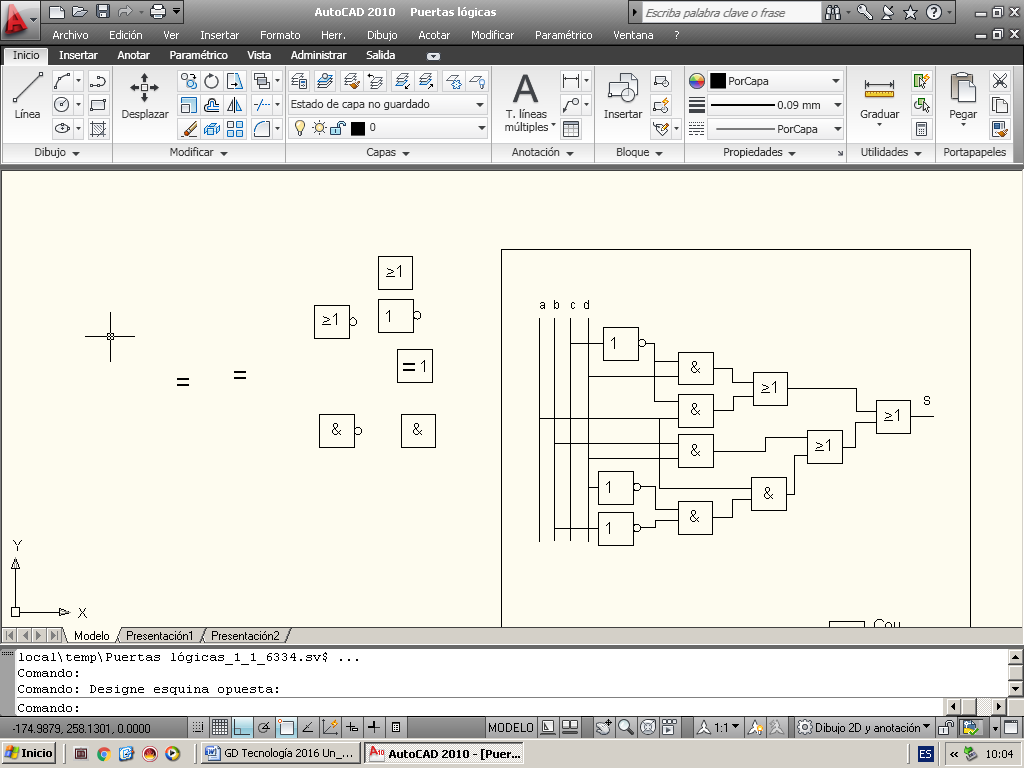 AutoCAD 2010 Puertas lógicas
Escriba palabra clave o frase
Archivo Edición Ver Insertar Formato Herr. Dibujo Acotar Modificar Paramétrico Ventana ?
Inicio Insertar Anotar Paramétrico Vista Administrar Salida
Línea
Desplazar
Estado de capa no guardado
0
A
T. líneas
múltiples
Insertar
PorCapa
0.09 mm
PorCapa
Graduar
Pegar
Dibujo Modificar Capas Anotación Bloque Propiedades Utilidades Portapapeles
≥1
≥1
1
= 1
= =
& &
a b c d
1
&
≥1
&
S
≥1
&
≥1
1
&
&
1
Y
X
Cou
Modelo Presentación1 Presentación2
local\temp\Puertas lógicas_1_1_6334.sv$ ...
Comando:
Comando: Designe esquina opuesta:
Comando:
-174.9879, 258.1301, 0.0000
MODELO
1:1
Dibujo 2D y anotación
Inicio
GD Tecnología 2016 Un_...
AutoCAD 2010 - [Puer...
ES
«
10:04